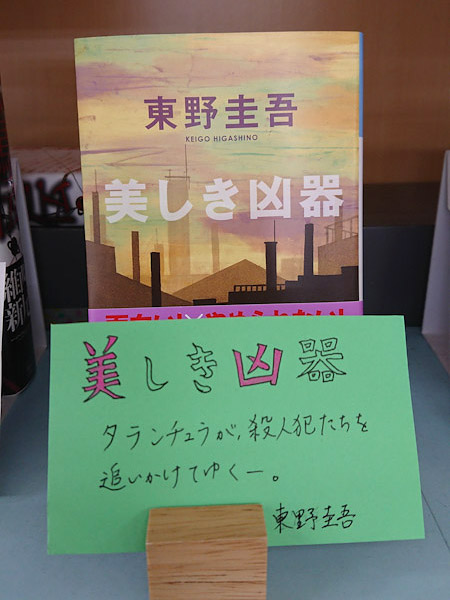 東野圭吾
KEIGO HIGASHINO
美しき凶器
美しき凶器
タランチュラが、殺人犯たちを
追いかけてゆくー。
東野圭吾